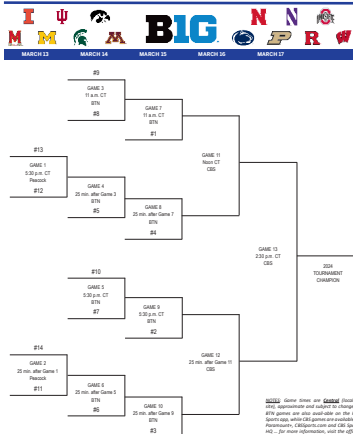 B1G
MARCH 13 MARCH 14 MARCH 15 MARCH 16 MARCH 17
#9
GAME 3
11 a.m. CT
BTN
#8
GAME 7
11 a.m. CT
BTN
#1
GAME 11
Noon CT
CBS
#13
GAME 1
5:30 p.m. CT
Peacock
#12
GAME 4
25 min. after Game 3
BTN
#5
GAME 8
25 min. after Game 7
BTN
#4
GAME 13
2:30 p.m. CT
CBS
2024
TOURNAMENT
CHAMPION
#10
GAME 5
5:30 p.m. CT
BTN
#7
GAME 9
5:30 p.m. CT
BTN
#2
GAME 12
25 min. after Game 11
CBS
#14
GAME 2
25 min. after Game 1
Peacock
#11
GAME 6
25 min. after Game 5
BTN
#6
GAME 10
25 min. after Game 9
BTN
#3
NOTES: Game times are Central (local
site), approximate and subject to change
BTN games are also available on the
Sports app, while CBS games are available
Paramount+, CBSSports.com and CBS Sp
HQ ... for more information, visit the offi